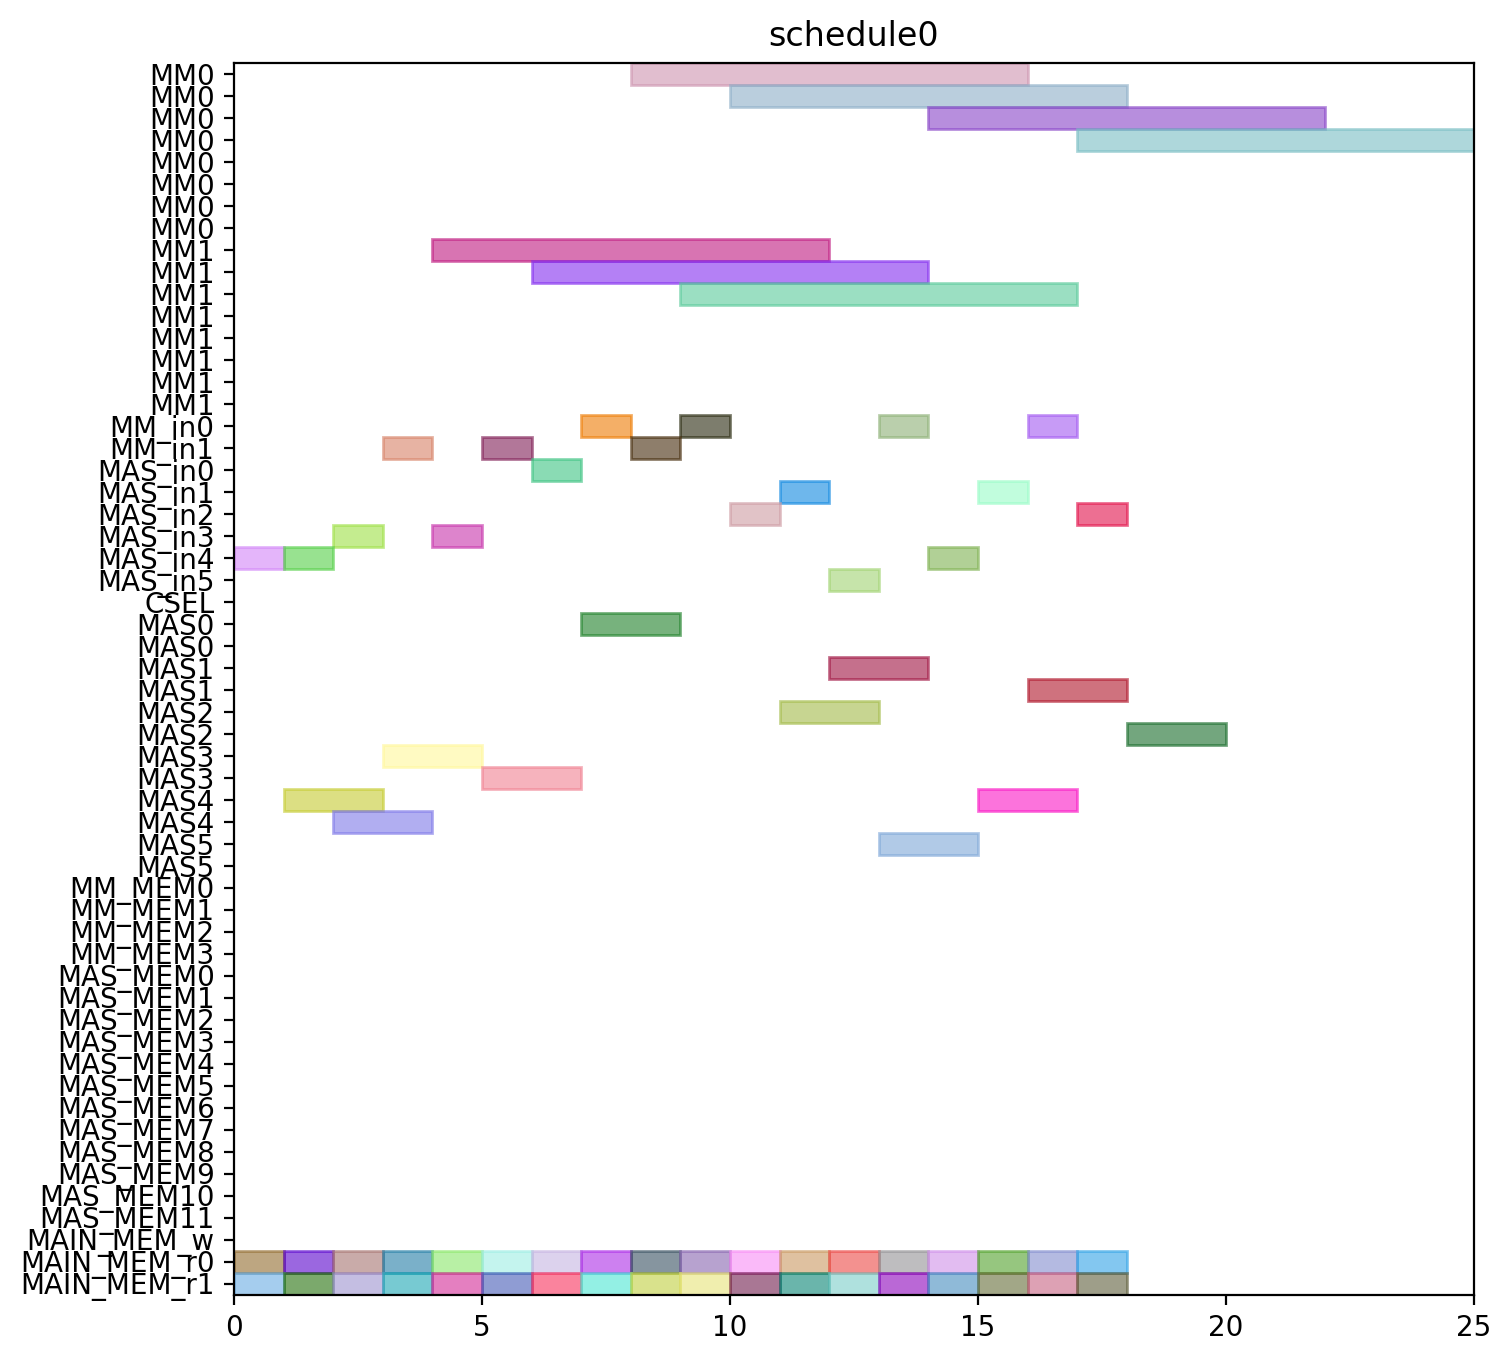 schedule0
MM0
MM0
MM0
MM0
MM0
MM0
MM0
MM0
MM1
MM1
MM1
MM1
MM1
MM1
MM1
MM1
MM_in0
MM_in1
MAS_in0
MAS_in1
MAS_in2
MAS_in3
MAS_in4
MAS_in5
CSEL
MAS0
MAS0
MAS1
MAS1
MAS2
MAS2
MAS3
MAS3
MAS4
MAS4
MAS5
MAS5
MM_MEM0
MM_MEM1
MM_MEM2
MM_MEM3
MAS_MEM0
MAS_MEM1
MAS_MEM2
MAS_MEM3
MAS_MEM4
MAS_MEM5
MAS_MEM6
MAS_MEM7
MAS_MEM8
MAS_MEM9
MAS_MEM10
MAS_MEM11
MAIN_MEM_w
MAIN_MEM_r0
MAIN_MEM_r1
0 5 10 15 20 25